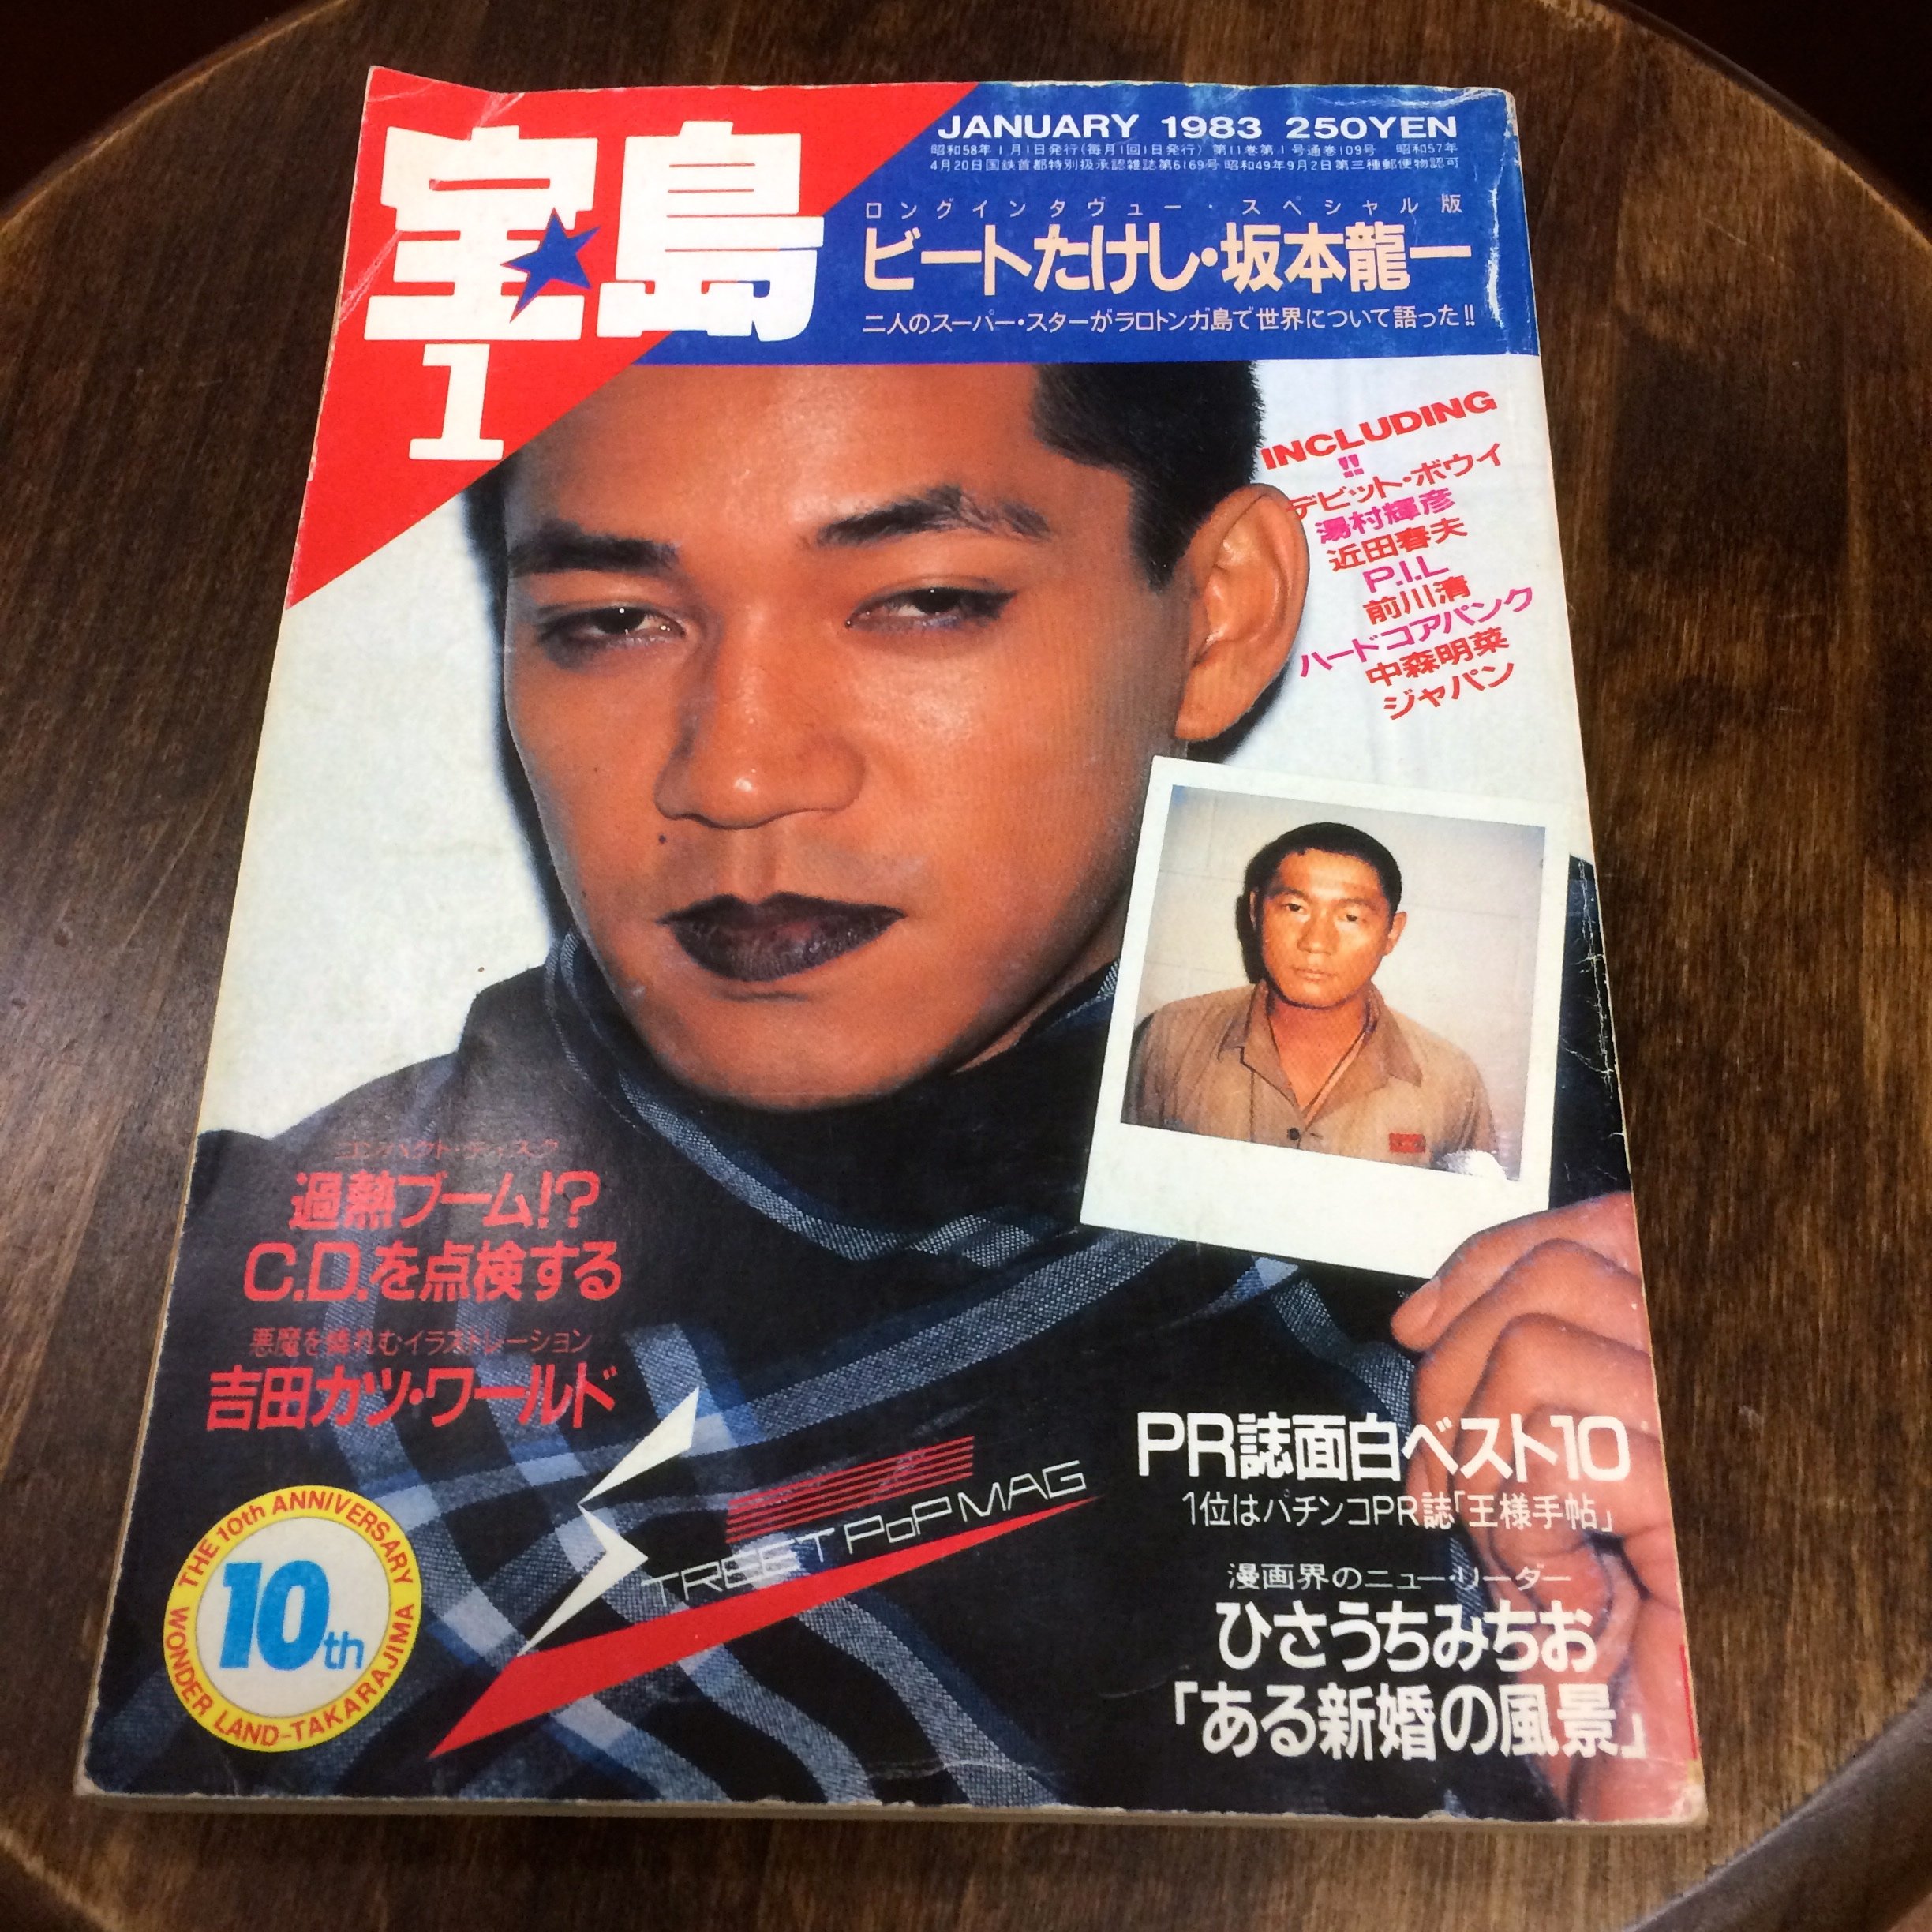 宝島
1
JANUARY 1983 250YEN
昭和58年1月1日発行(毎月1回1日発行) 第11巻第1号通巻109号 昭和57年
4月20日国鉄首都特別扱承認雑誌第6169号 昭和49年9月2日第三種郵便物認可
ロングインタヴュー・スペシャル版
ビートたけし・坂本龍一
二人のスーパー・スターがラロトンガ島で世界について語った!!
INCLUDING
!!
デビット・ボウイ
湯村輝彦
近田春夫
P.I.L
前川清
ハードコアパンク
中森明菜
ジャパン
コンパクト・ディスク
過熱ブーム!?
C.D.を点検する
悪魔を憐れむイラストレーション
吉田カツ・ワールド
STREET PoP MAG
THE 10th ANNIVERSARY
10th
WONDER LAND-TAKARAJIMA
PR誌面白ベスト10
1位はパチンコPR誌「王様手帖」
漫画界のニュー・リーダー
ひさうちみちお
「ある新婚の風景」